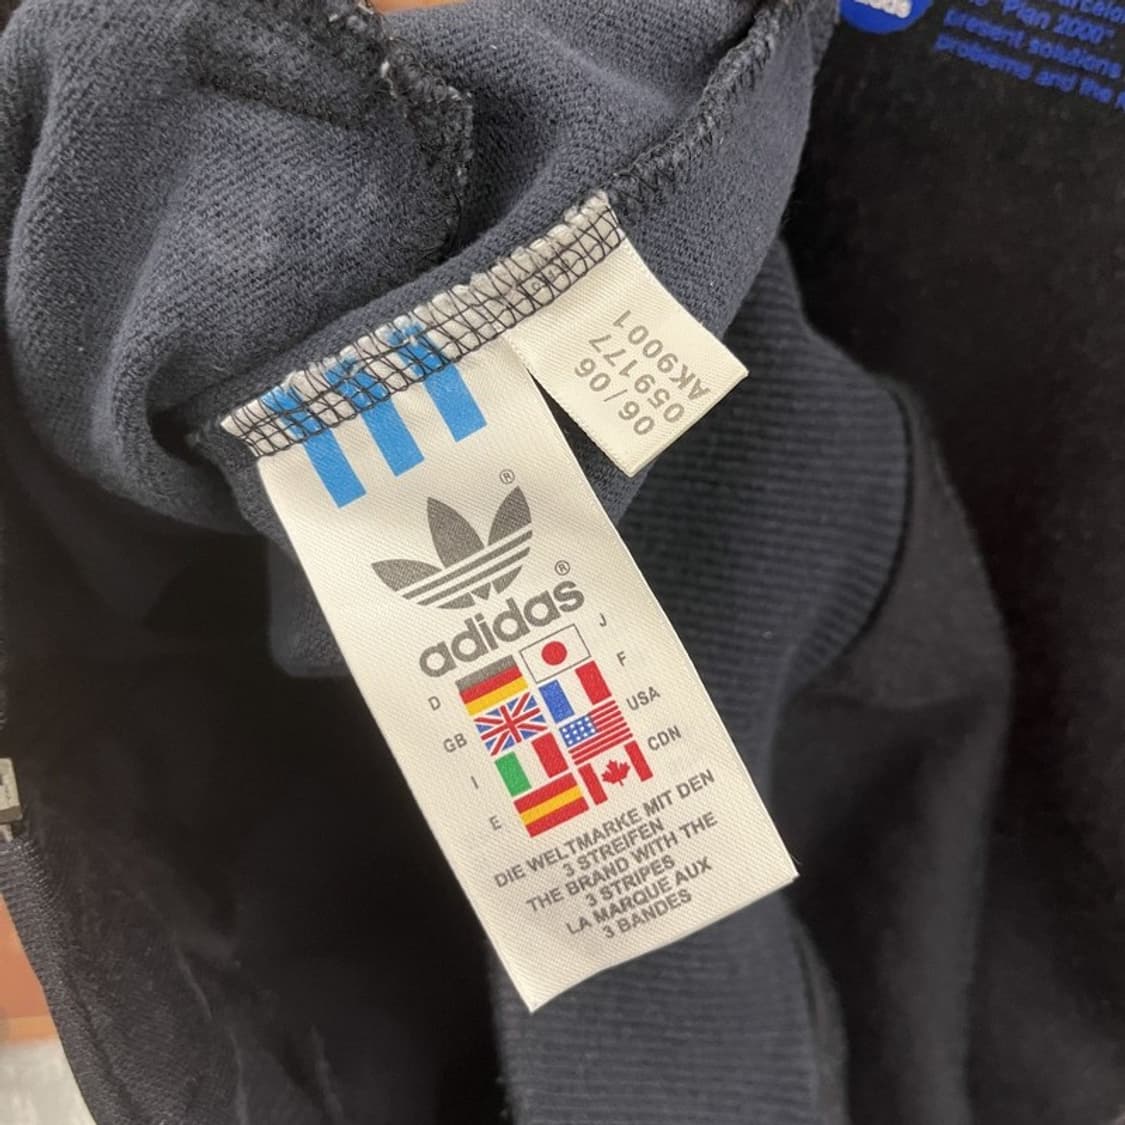 "Plan 2000".
present solutions
problems and the
06/06
059177
AK9001
®
adidas®
J
D
F
GB
USA
I
CDN
E
DIE WELTMARKE MIT DEN
3 STREIFEN
THE BRAND WITH THE
3 STRIPES
LA MARQUE AUX
3 BANDES